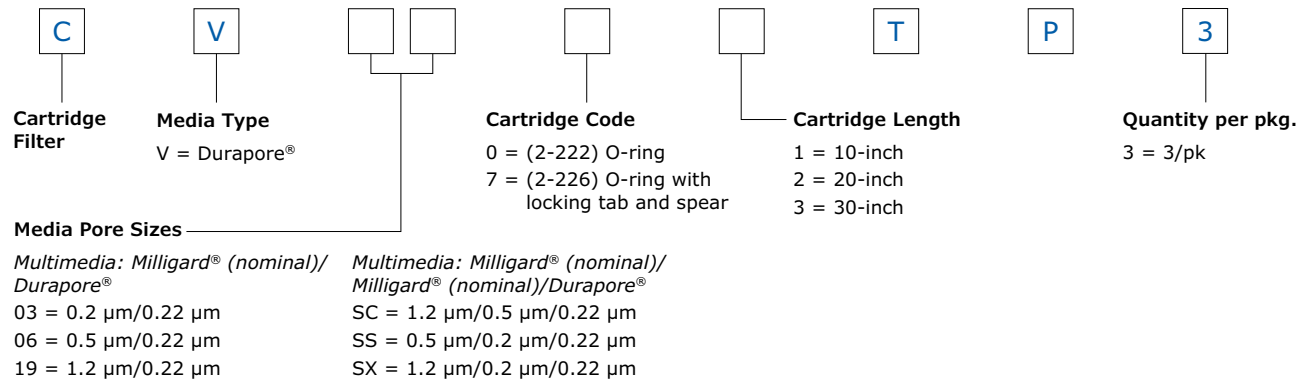 C V T P 3
Cartridge
Filter
Media Type
V = Durapore®
Cartridge Code
0 = (2-222) O-ring
7 = (2-226) O-ring with
locking tab and spear
Cartridge Length
1 = 10-inch
2 = 20-inch
3 = 30-inch
Quantity per pkg.
3 = 3/pk
Media Pore Sizes
Multimedia: Milligard® (nominal)/
Durapore®
03 = 0.2 μm/0.22 μm
06 = 0.5 μm/0.22 μm
19 = 1.2 μm/0.22 μm
Multimedia: Milligard® (nominal)/
Milligard® (nominal)/Durapore®
SC = 1.2 μm/0.5 μm/0.22 μm
SS = 0.5 μm/0.2 μm/0.22 μm
SX = 1.2 μm/0.2 μm/0.22 μm